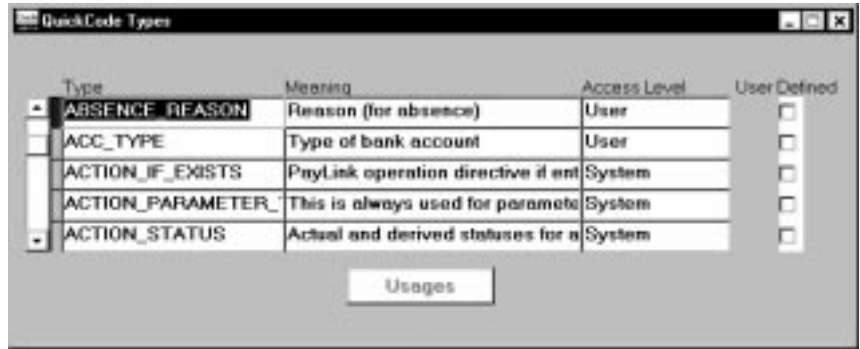 QuickCode Types
Type Meaning Access Level User Defined
ABSENCE_REASON Reason (for absence) User
ACC_TYPE Type of bank account User
ACTION_IF_EXISTS PayLink operation directive if ent System
ACTION_PARAMETER_ This is always used for paramete System
ACTION_STATUS Actual and derived statuses for a System
Usages